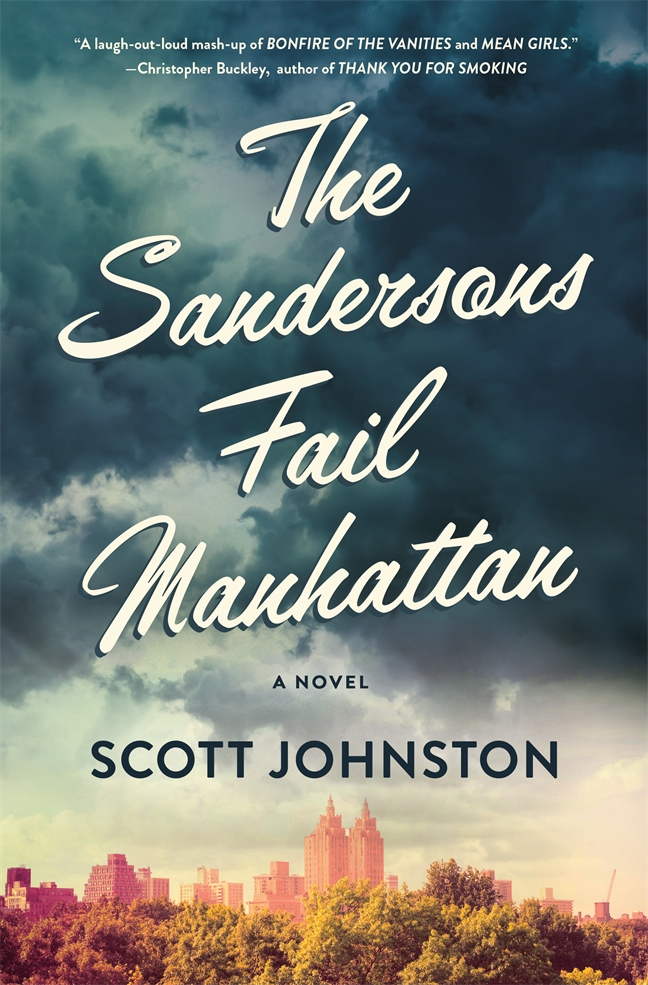 “A laugh-out-loud mash-up of BONFIRE OF THE VANITIES and MEAN GIRLS.”
—Christopher Buckley, author of THANK YOU FOR SMOKING
The
Sandersons
Fail
Manhattan
A NOVEL
SCOTT JOHNSTON